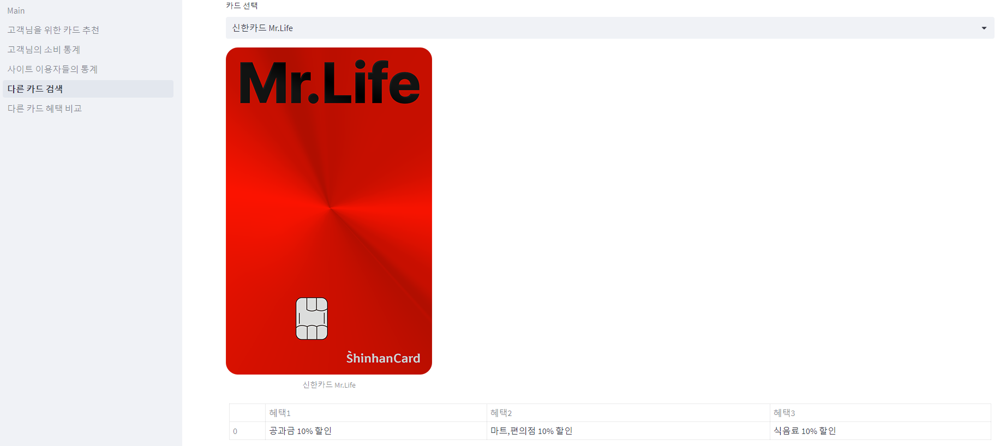 Main
고객님을 위한 카드 추천
고객님의 소비 통계
사이트 이용자들의 통계
다른 카드 검색
다른 카드 혜택 비교
카드 선택
신한카드 Mr.Life
Mr.Life
ShinhanCard
신한카드 Mr.Life
혜택1 혜택2 혜택3
0 공과금 10% 할인 마트,편의점 10% 할인 식음료 10% 할인